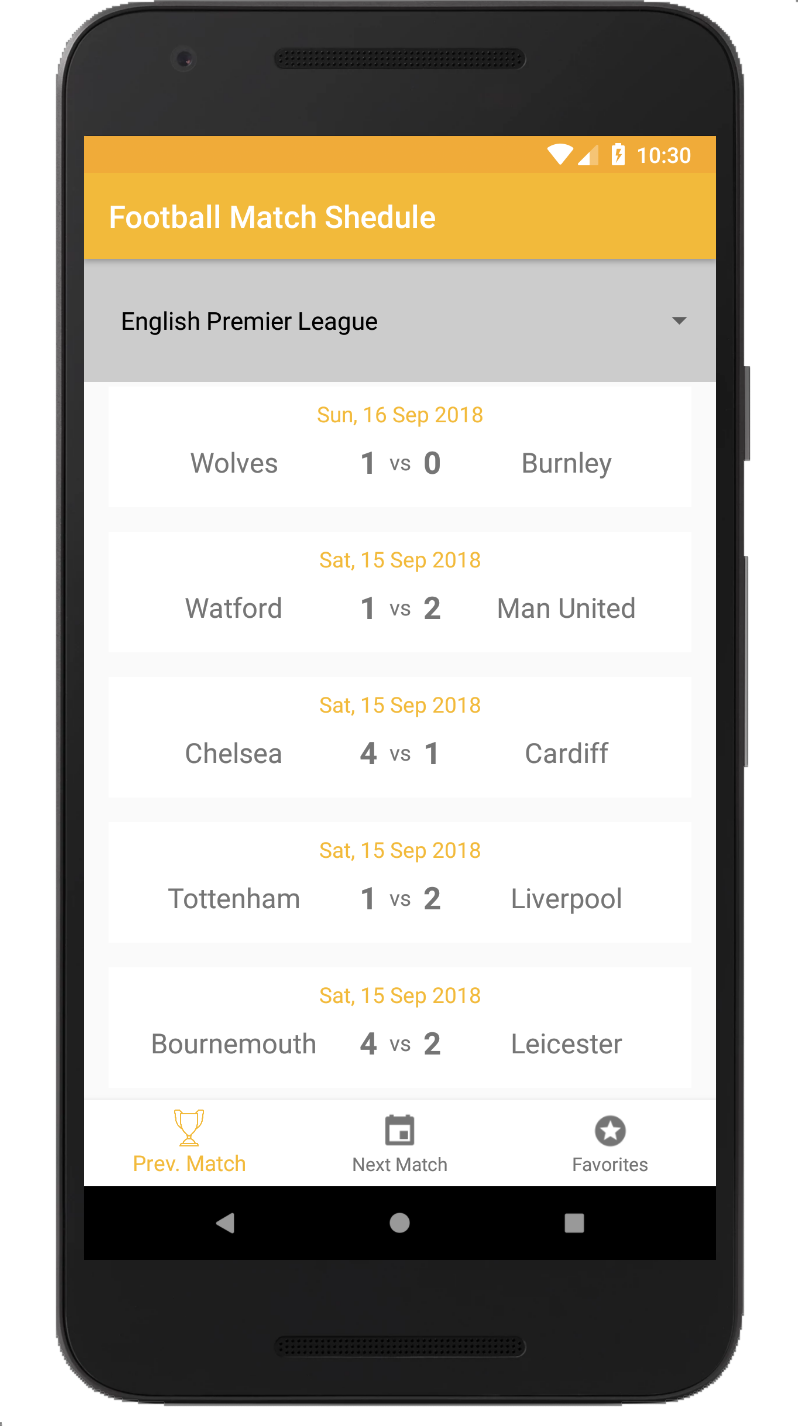 10:30
Football Match Shedule
English Premier League
Sun, 16 Sep 2018
Wolves 1 vs 0 Burnley
Sat, 15 Sep 2018
Watford 1 vs 2 Man United
Sat, 15 Sep 2018
Chelsea 4 vs 1 Cardiff
Sat, 15 Sep 2018
Tottenham 1 vs 2 Liverpool
Sat, 15 Sep 2018
Bournemouth 4 vs 2 Leicester
Prev. Match Next Match Favorites